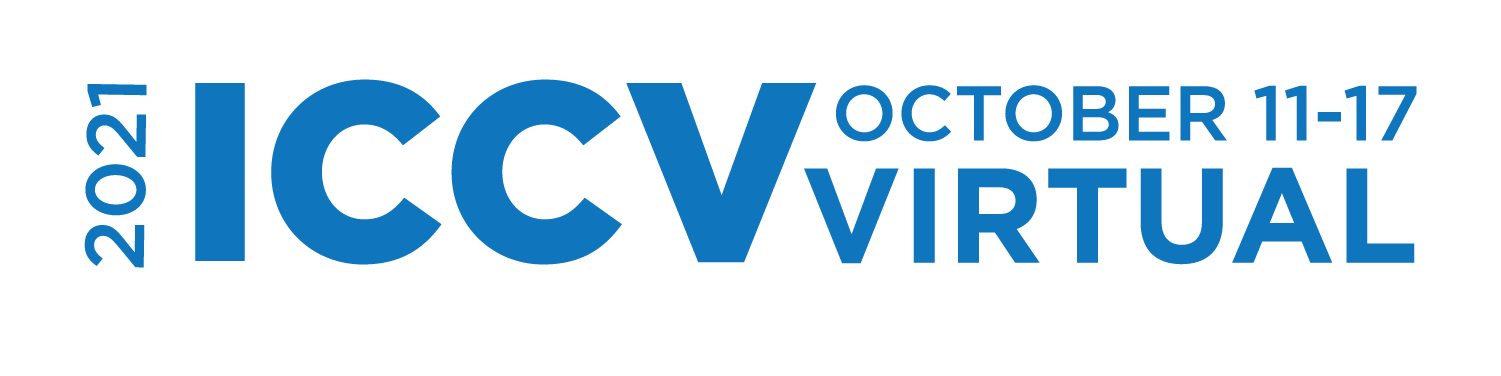 2021
ICCV
OCTOBER 11-17
VIRTUAL